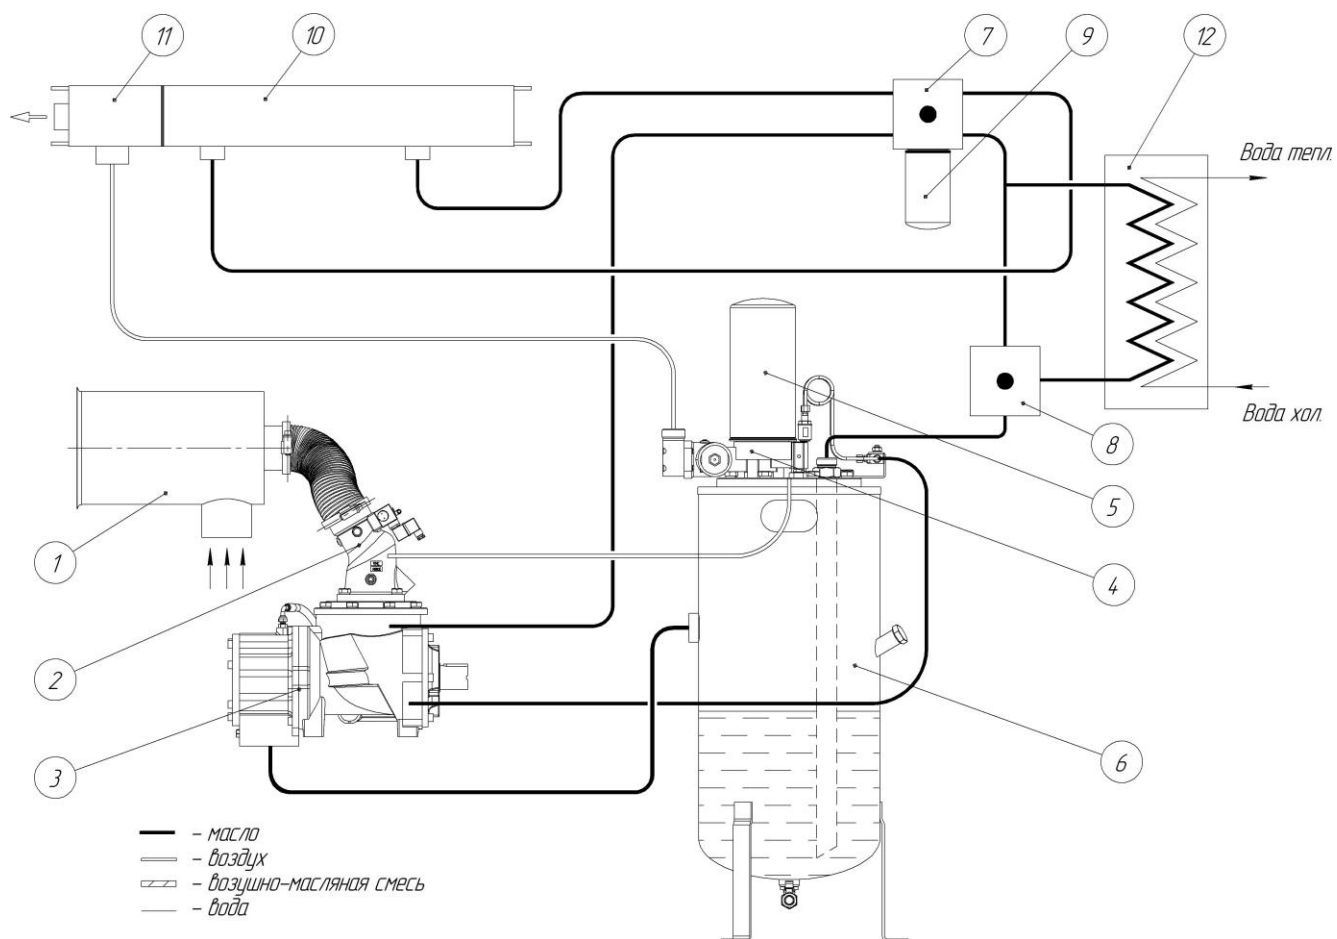 11
10
7
9
12
Вода тепл.
Вода хол.
8
5
1
4
2
6
3
– масло
– воздух
– возушно-масляная смесь
– вода